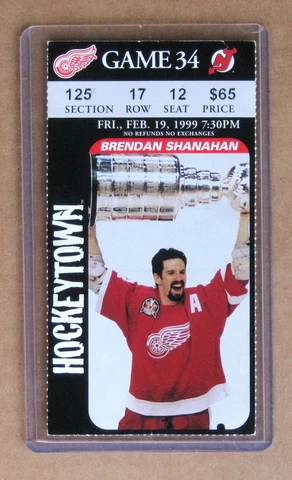 GAME 34
125 17 12 $65
SECTION ROW SEAT PRICE
FRI., FEB. 19, 1999 7:30PM
NO REFUNDS NO EXCHANGES
BRENDAN SHANAHAN
HOCKEYTOWN
A